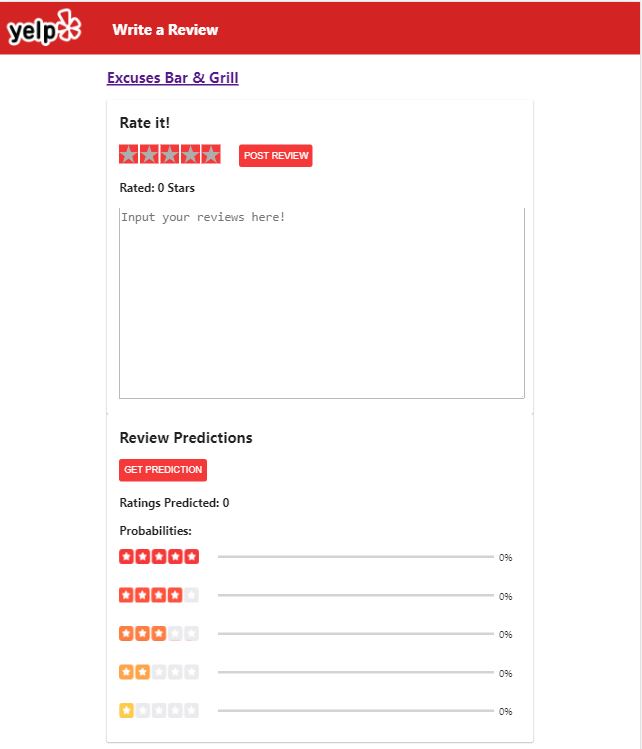 yelp
Write a Review
Excuses Bar & Grill
Rate it!
POST REVIEW
Rated: 0 Stars
Input your reviews here!
Review Predictions
GET PREDICTION
Ratings Predicted: 0
Probabilities:
0%
0%
0%
0%
0%